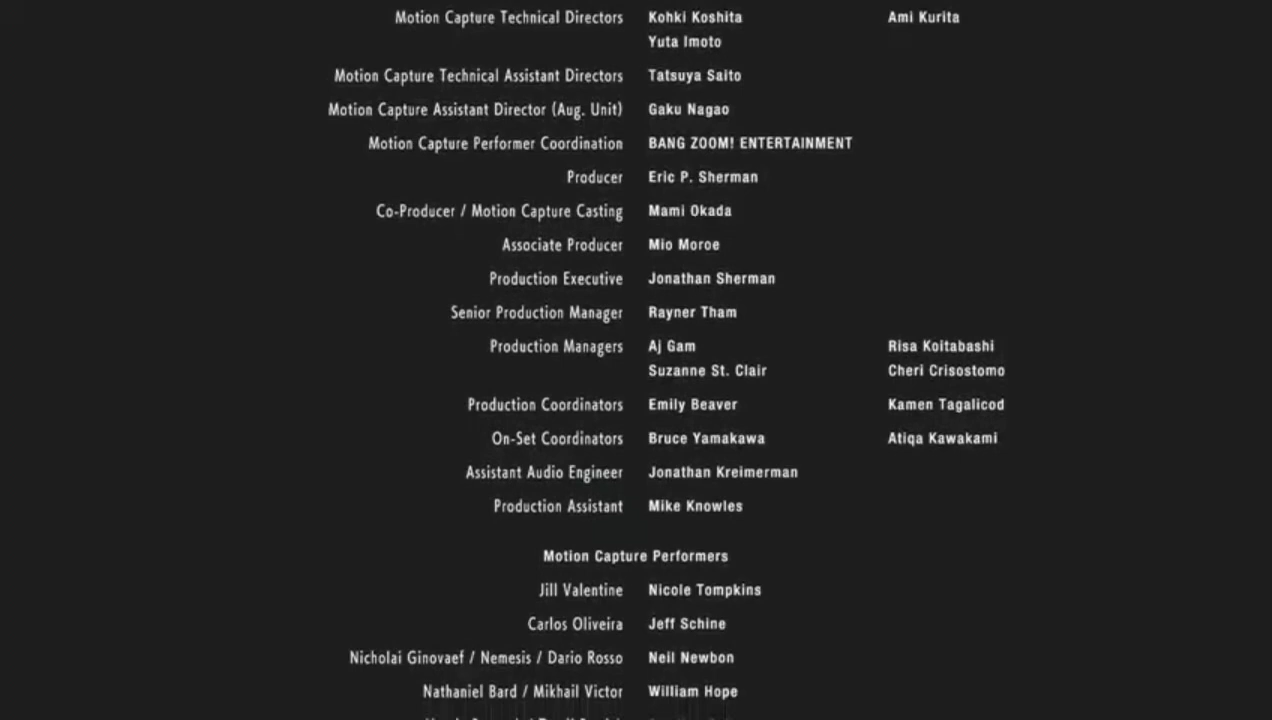 Motion Capture Technical Directors Kohki Koshita Ami Kurita
Yuta Imoto
Motion Capture Technical Assistant Directors Tatsuya Saito
Motion Capture Assistant Director (Aug. Unit) Gaku Nagao
Motion Capture Performer Coordination BANG ZOOM! ENTERTAINMENT
Producer Eric P. Sherman
Co-Producer / Motion Capture Casting Mami Okada
Associate Producer Mio Moroe
Production Executive Jonathan Sherman
Senior Production Manager Rayner Tham
Production Managers Aj Gam Risa Koitabashi
Suzanne St. Clair Cheri Crisostomo
Production Coordinators Emily Beaver Kamen Tagalicod
On-Set Coordinators Bruce Yamakawa Atiqa Kawakami
Assistant Audio Engineer Jonathan Kreimerman
Production Assistant Mike Knowles
Motion Capture Performers
Jill Valentine Nicole Tompkins
Carlos Oliveira Jeff Schine
Nicholai Ginovaef / Nemesis / Dario Rosso Neil Newbon
Nathaniel Bard / Mikhail Victor William Hope